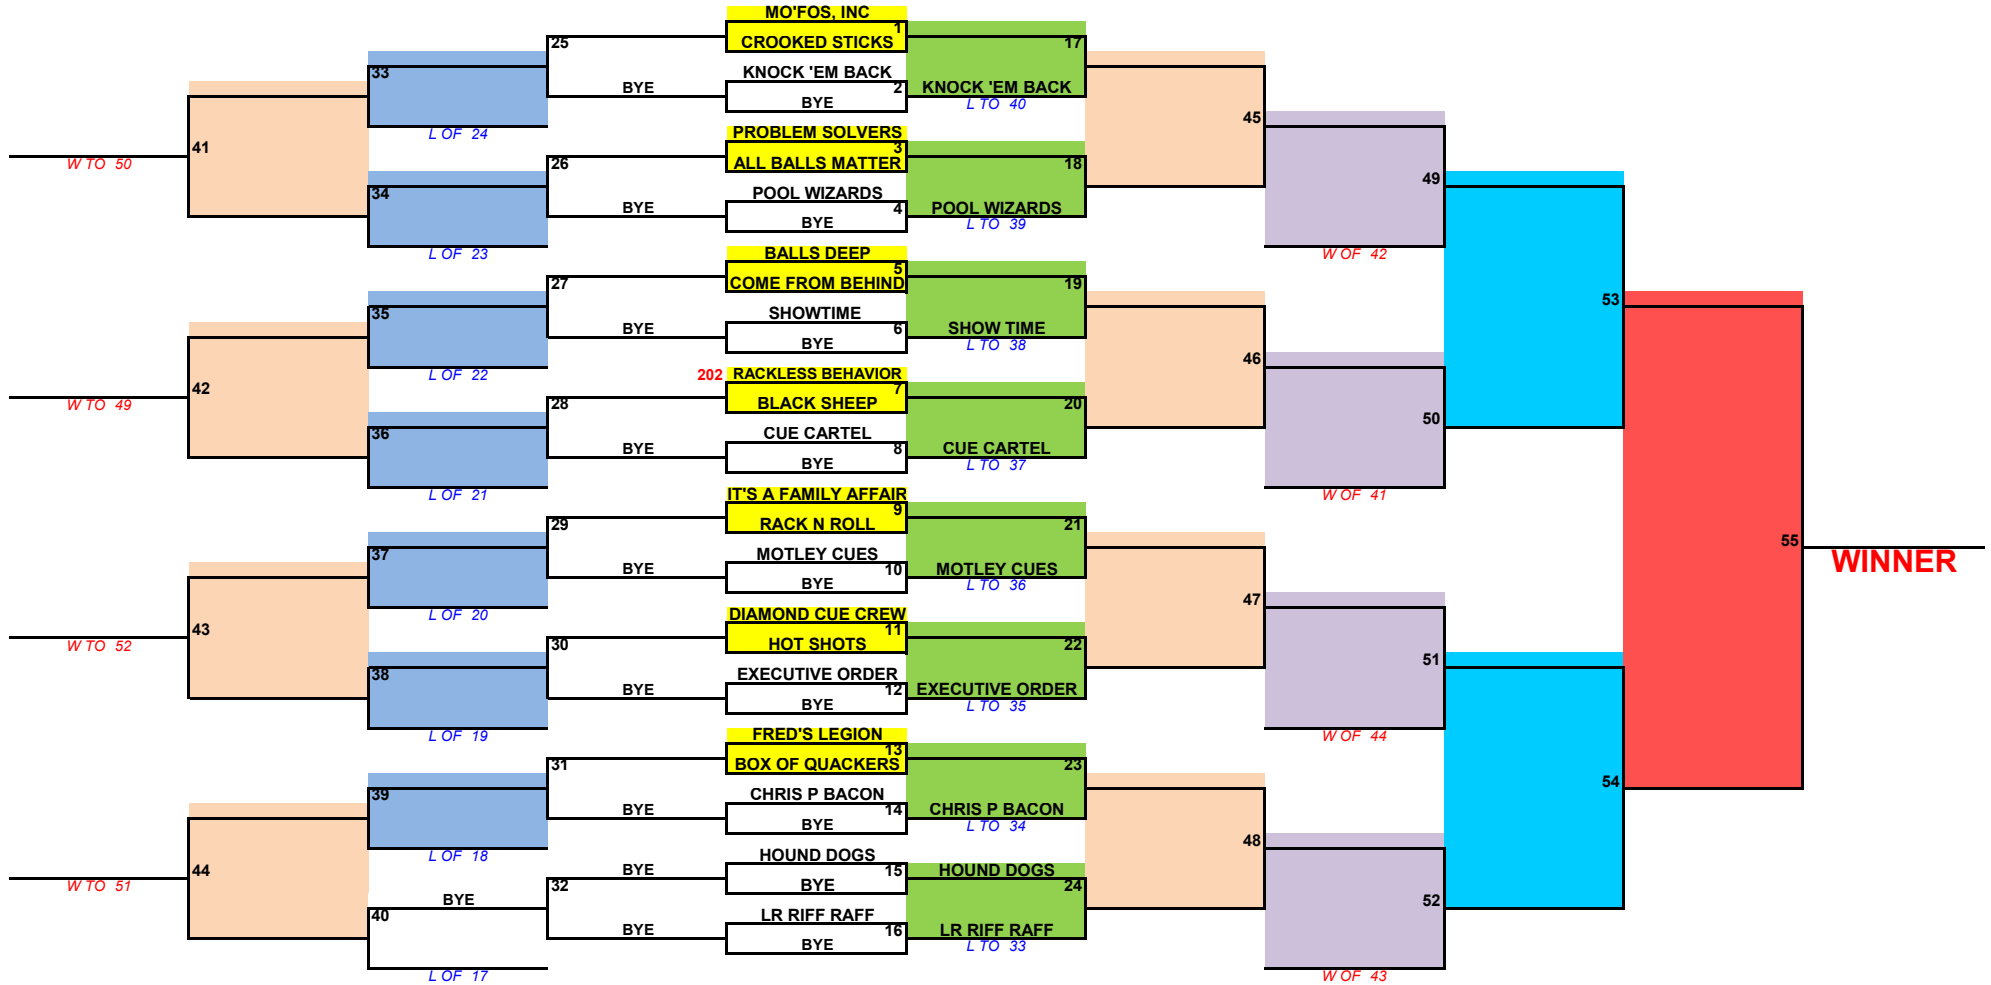 MO'FOS, INC
1
25
CROOKED STICKS
17
33
KNOCK 'EM BACK
BYE
2
KNOCK 'EM BACK
BYE
L TO 40
45
L OF 24
PROBLEM SOLVERS
41
3
W TO 50
26
ALL BALLS MATTER
18
49
34
POOL WIZARDS
BYE
4
POOL WIZARDS
BYE
L TO 39
L OF 23
BALLS DEEP
W OF 42
5
27
COME FROM BEHIND
19
53
35
SHOWTIME
BYE
6
SHOW TIME
BYE
L TO 38
46
L OF 22
202
RACKLESS BEHAVIOR
42
7
W TO 49
28
BLACK SHEEP
20
50
36
CUE CARTEL
BYE
8
CUE CARTEL
BYE
L TO 37
L OF 21
IT'S A FAMILY AFFAIR
W OF 41
9
29
RACK N ROLL
21
55
37
MOTLEY CUES
WINNER
BYE
10
MOTLEY CUES
BYE
L TO 36
47
L OF 20
DIAMOND CUE CREW
43
11
W TO 52
30
HOT SHOTS
22
51
38
EXECUTIVE ORDER
BYE
12
EXECUTIVE ORDER
BYE
L TO 35
L OF 19
FRED'S LEGION
W OF 44
13
31
BOX OF QUACKERS
23
54
39
CHRIS P BACON
BYE
14
CHRIS P BACON
BYE
L TO 34
48
L OF 18
HOUND DOGS
44
BYE
15
HOUND DOGS
W TO 51
32
BYE
24
BYE
52
40
LR RIFF RAFF
BYE
16
LR RIFF RAFF
BYE
L TO 33
L OF 17
W OF 43